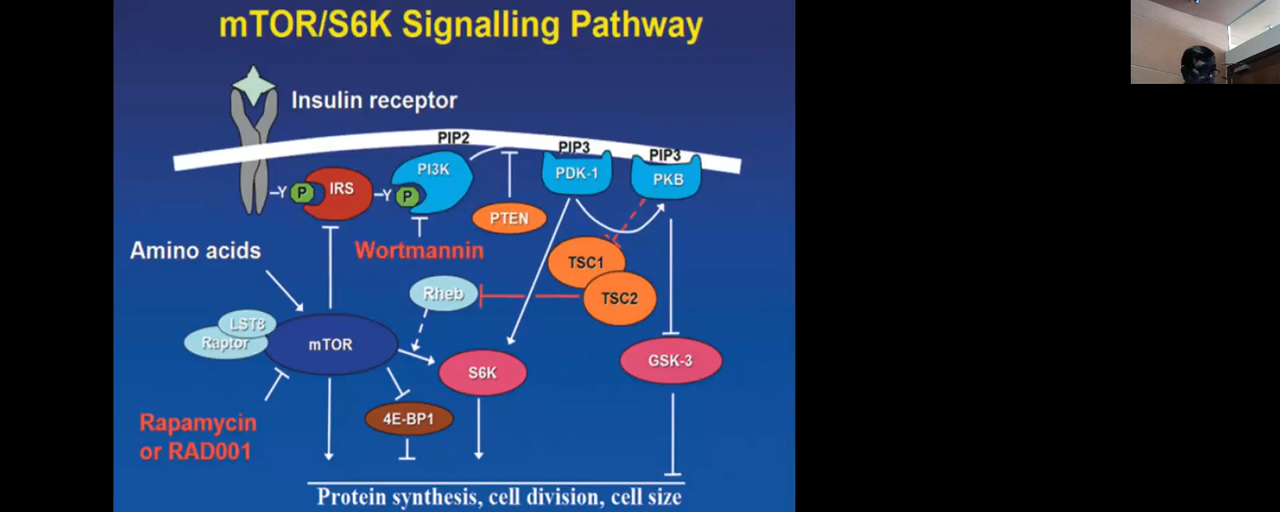 mTOR/S6K Signalling Pathway
Insulin receptor
PIP2
PIP3
PIP3
PI3K
PDK-1
PKB
Y
P
IRS
Y
P
PTEN
Amino acids
Wortmannin
TSC1
Rheb
TSC2
LST8
Raptor
mTOR
S6K
GSK-3
4E-BP1
Rapamycin
or RAD001
Protein synthesis, cell division, cell size